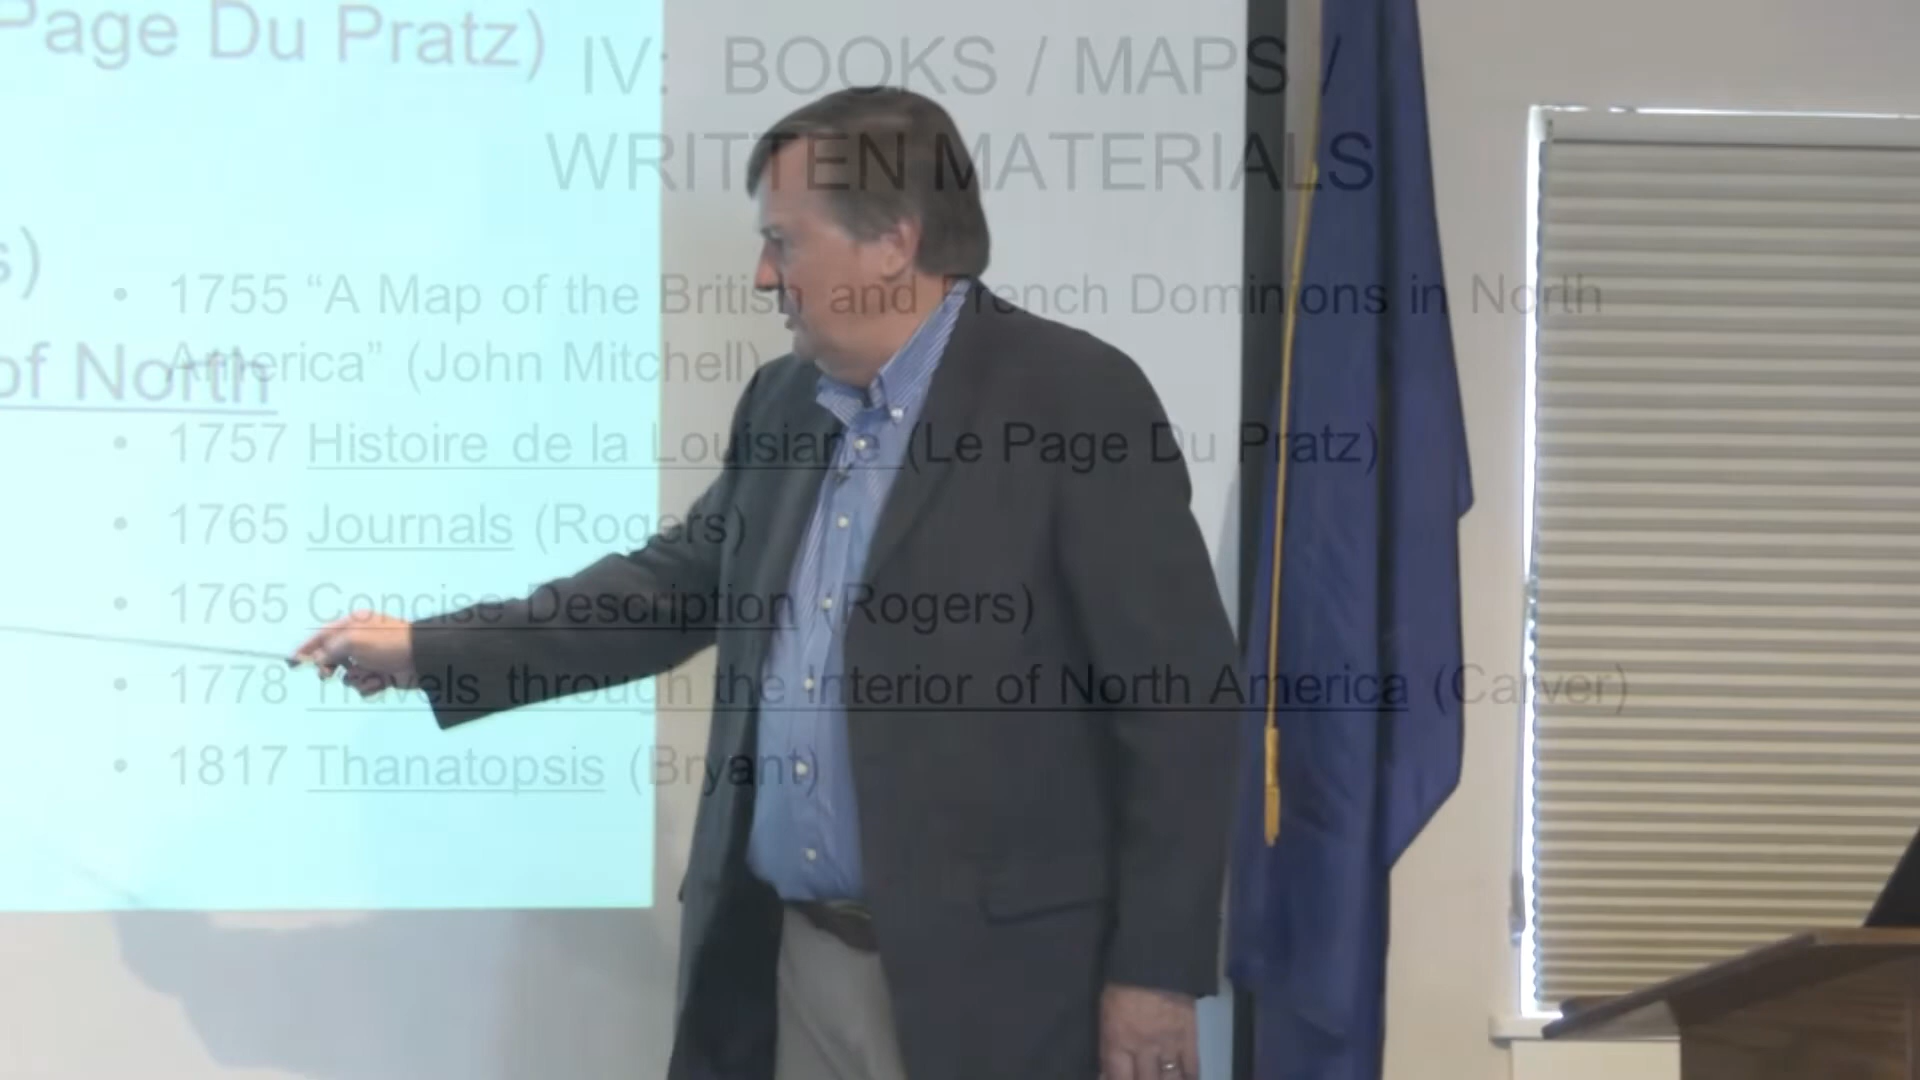 Page Du Pratz)
s)
of North
IV: BOOKS / MAPS /
WRITTEN MATERIALS
• 1755 “A Map of the British and French Dominions in North
America” (John Mitchell)
• 1757 Histoire de la Louisiane (Le Page Du Pratz)
• 1765 Journals (Rogers)
• 1765 Concise Description (Rogers)
• 1778 Travels through the Interior of North America (Carver)
• 1817 Thanatopsis (Bryant)